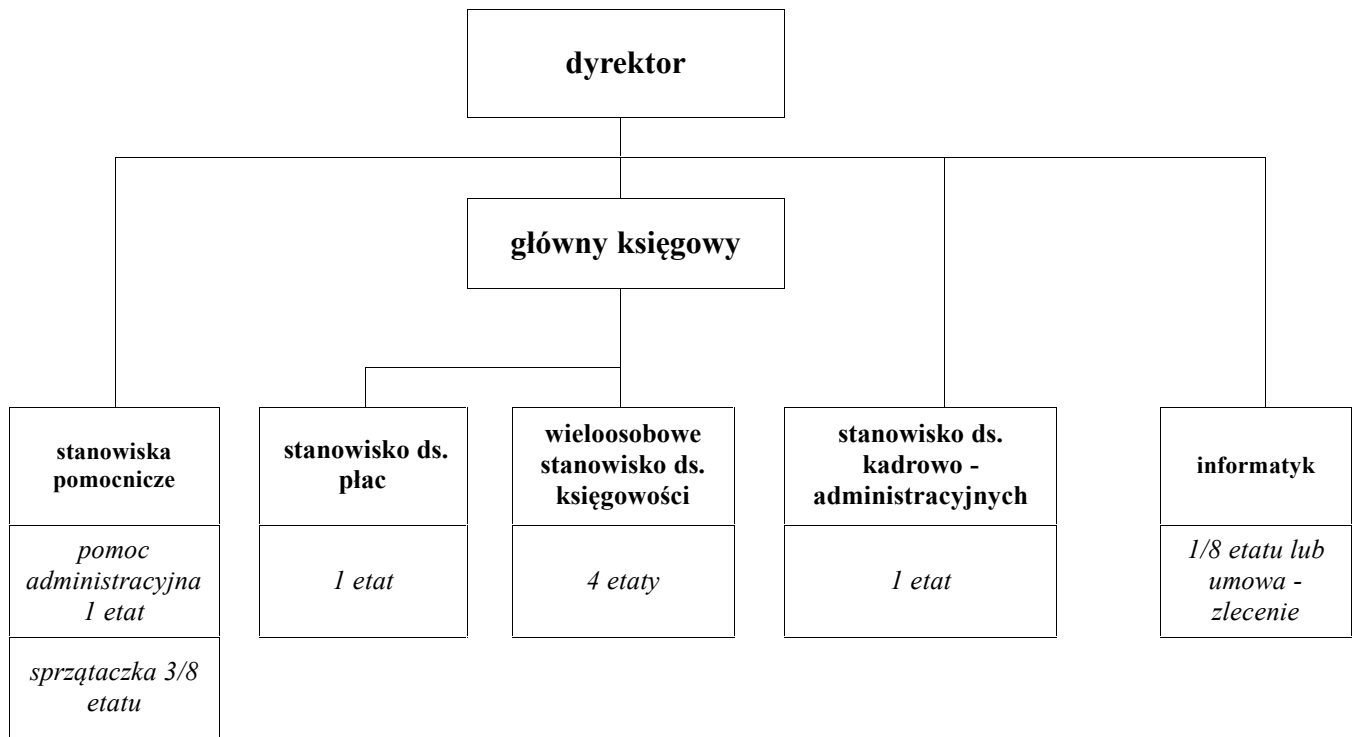 dyrektor
główny księgowy
stanowiska
pomocnicze
stanowisko ds.
płac
wieloosobowe
stanowisko ds.
księgowości
stanowisko ds.
kadrowo -
administracyjnych
informatyk
pomoc
administracyjna
1 etat
1 etat
4 etaty
1 etat
1/8 etatu lub
umowa -
zlecenie
sprzątaczka 3/8
etatu